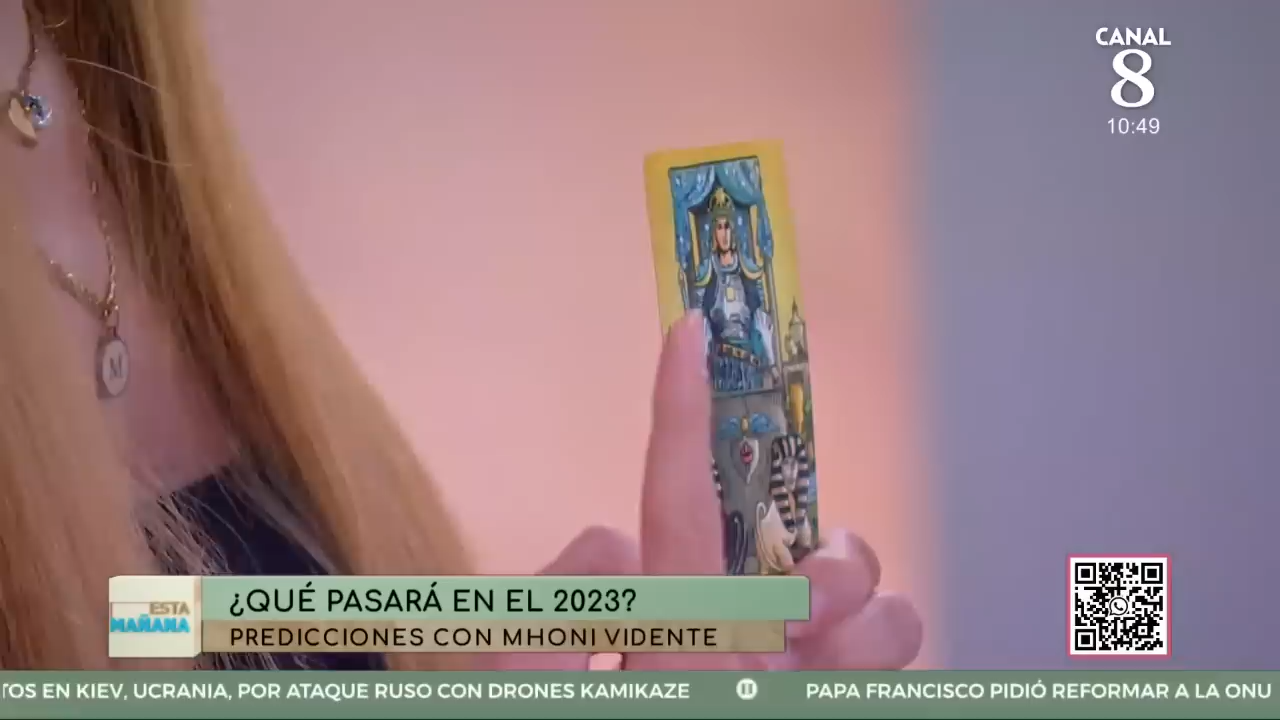 CANAL
8
10:49
M
ESTA
MAÑANA
¿QUÉ PASARÁ EN EL 2023?
PREDICCIONES CON MHONI VIDENTE
TOS EN KIEV, UCRANIA, POR ATAQUE RUSO CON DRONES KAMIKAZE
PAPA FRANCISCO PIDIÓ REFORMAR A LA ONU